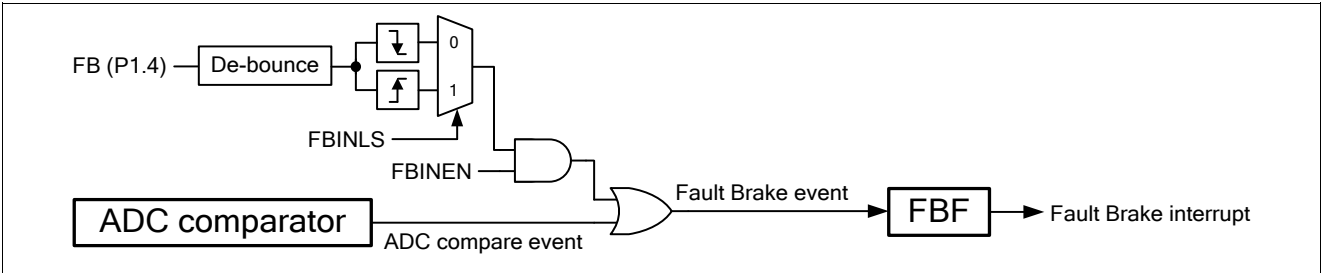 FB (P1.4)
De-bounce
0
1
FBINLS
FBINEN
ADC comparator
ADC compare event
Fault Brake event
FBF
Fault Brake interrupt